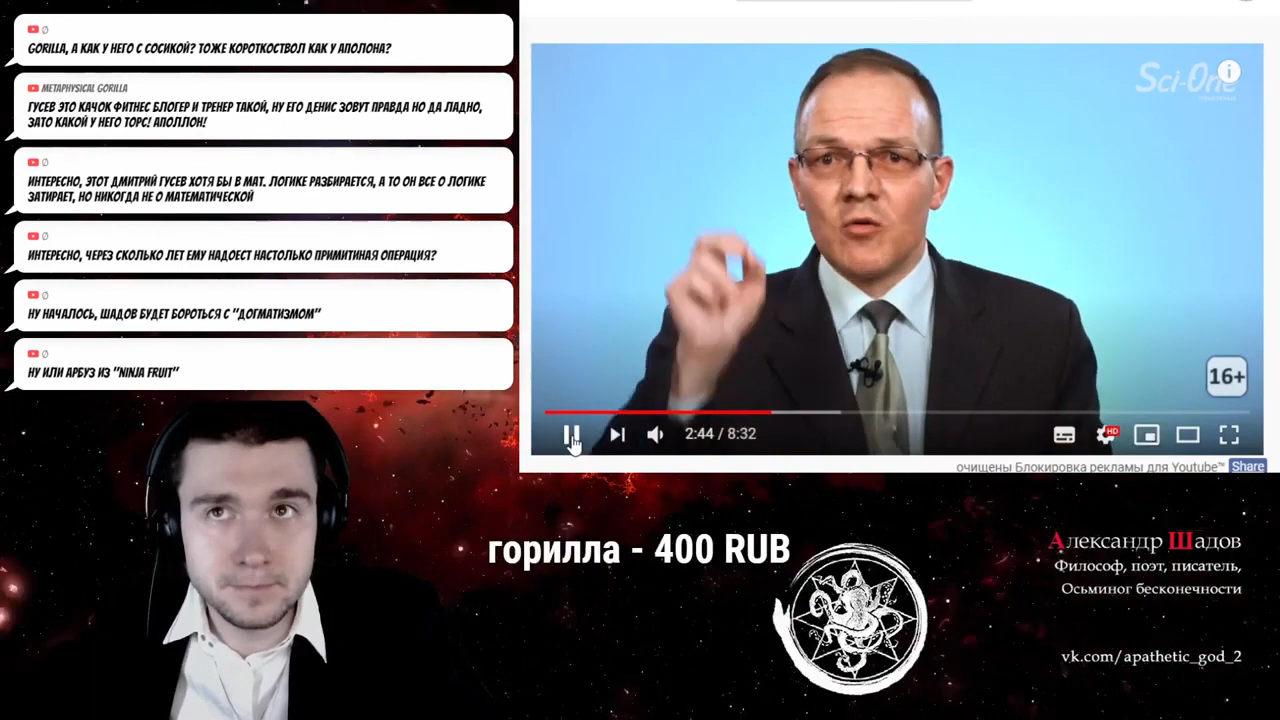 Ø
GORILLA, А КАК У НЕГО С СОСИКОЙ? ТОЖЕ КОРОТКОСТВОЛ КАК У АПОЛОНА?
METAPHYSICAL GORILLA
ГУСЕВ ЭТО КАЧОК ФИТНЕС БЛОГЕР И ТРЕНЕР ТАКОЙ, НУ ЕГО ДЕНИС ЗОВУТ ПРАВДА НО ДА ЛАДНО,
ЗАТО КАКОЙ У НЕГО ТОРС! АПОЛЛОН!
Ø
ИНТЕРЕСНО, ЭТОТ ДМИТРИЙ ГУСЕВ ХОТЯ БЫ В МАТ. ЛОГИКЕ РАЗБИРАЕТСЯ, А ТО ОН ВСЕ О ЛОГИКЕ
ЗАТИРАЕТ, НО НИКОГДА НЕ О МАТЕМАТИЧЕСКОЙ
Ø
ИНТЕРЕСНО, ЧЕРЕЗ СКОЛЬКО ЛЕТ ЕМУ НАДОЕСТ НАСТОЛЬКО ПРИМИТИНАЯ ОПЕРАЦИЯ?
Ø
НУ НАЧАЛОСЬ, ШАДОВ БУДЕТ БОРОТЬСЯ С "ДОГМАТИЗМОМ"
Ø
НУ ИЛИ АРБУЗ ИЗ "NINJA FRUIT"
Sci-One
16+
2:44 / 8:32
HD
очищены Блокировка рекламы для Youtube™ Share
горилла - 400 RUB
Александр Шадов
Философ, поэт, писатель,
Осьминог бесконечности
vk.com/apathetic_god_2